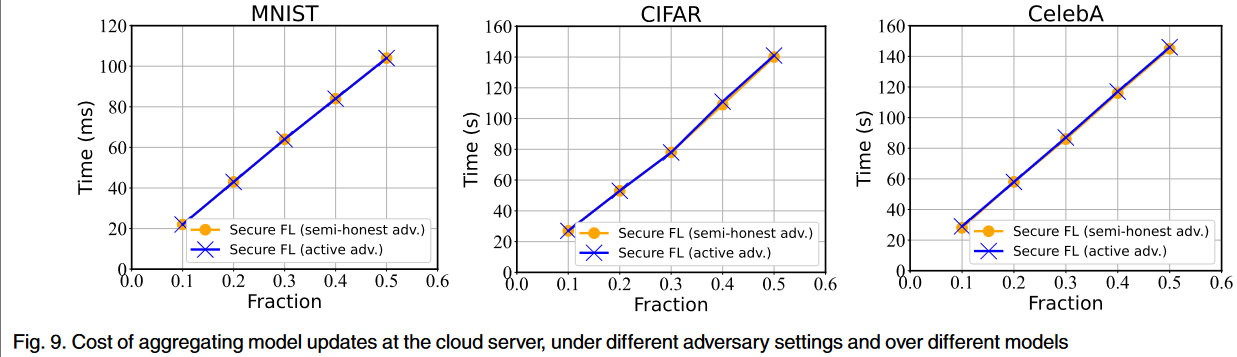 MNIST
120
100
80
60
40
20
0
Time (ms)
0.0 0.1 0.2 0.3 0.4 0.5 0.6
Fraction
Secure FL (semi-honest adv.)
Secure FL (active adv.)
CIFAR
160
140
120
100
80
60
40
20
0
Time (s)
0.0 0.1 0.2 0.3 0.4 0.5 0.6
Fraction
Secure FL (semi-honest adv.)
Secure FL (active adv.)
CelebA
160
140
120
100
80
60
40
20
0
Time (s)
0.0 0.1 0.2 0.3 0.4 0.5 0.6
Fraction
Secure FL (semi-honest adv.)
Secure FL (active adv.)
Fig. 9. Cost of aggregating model updates at the cloud server, under different adversary settings and over different models